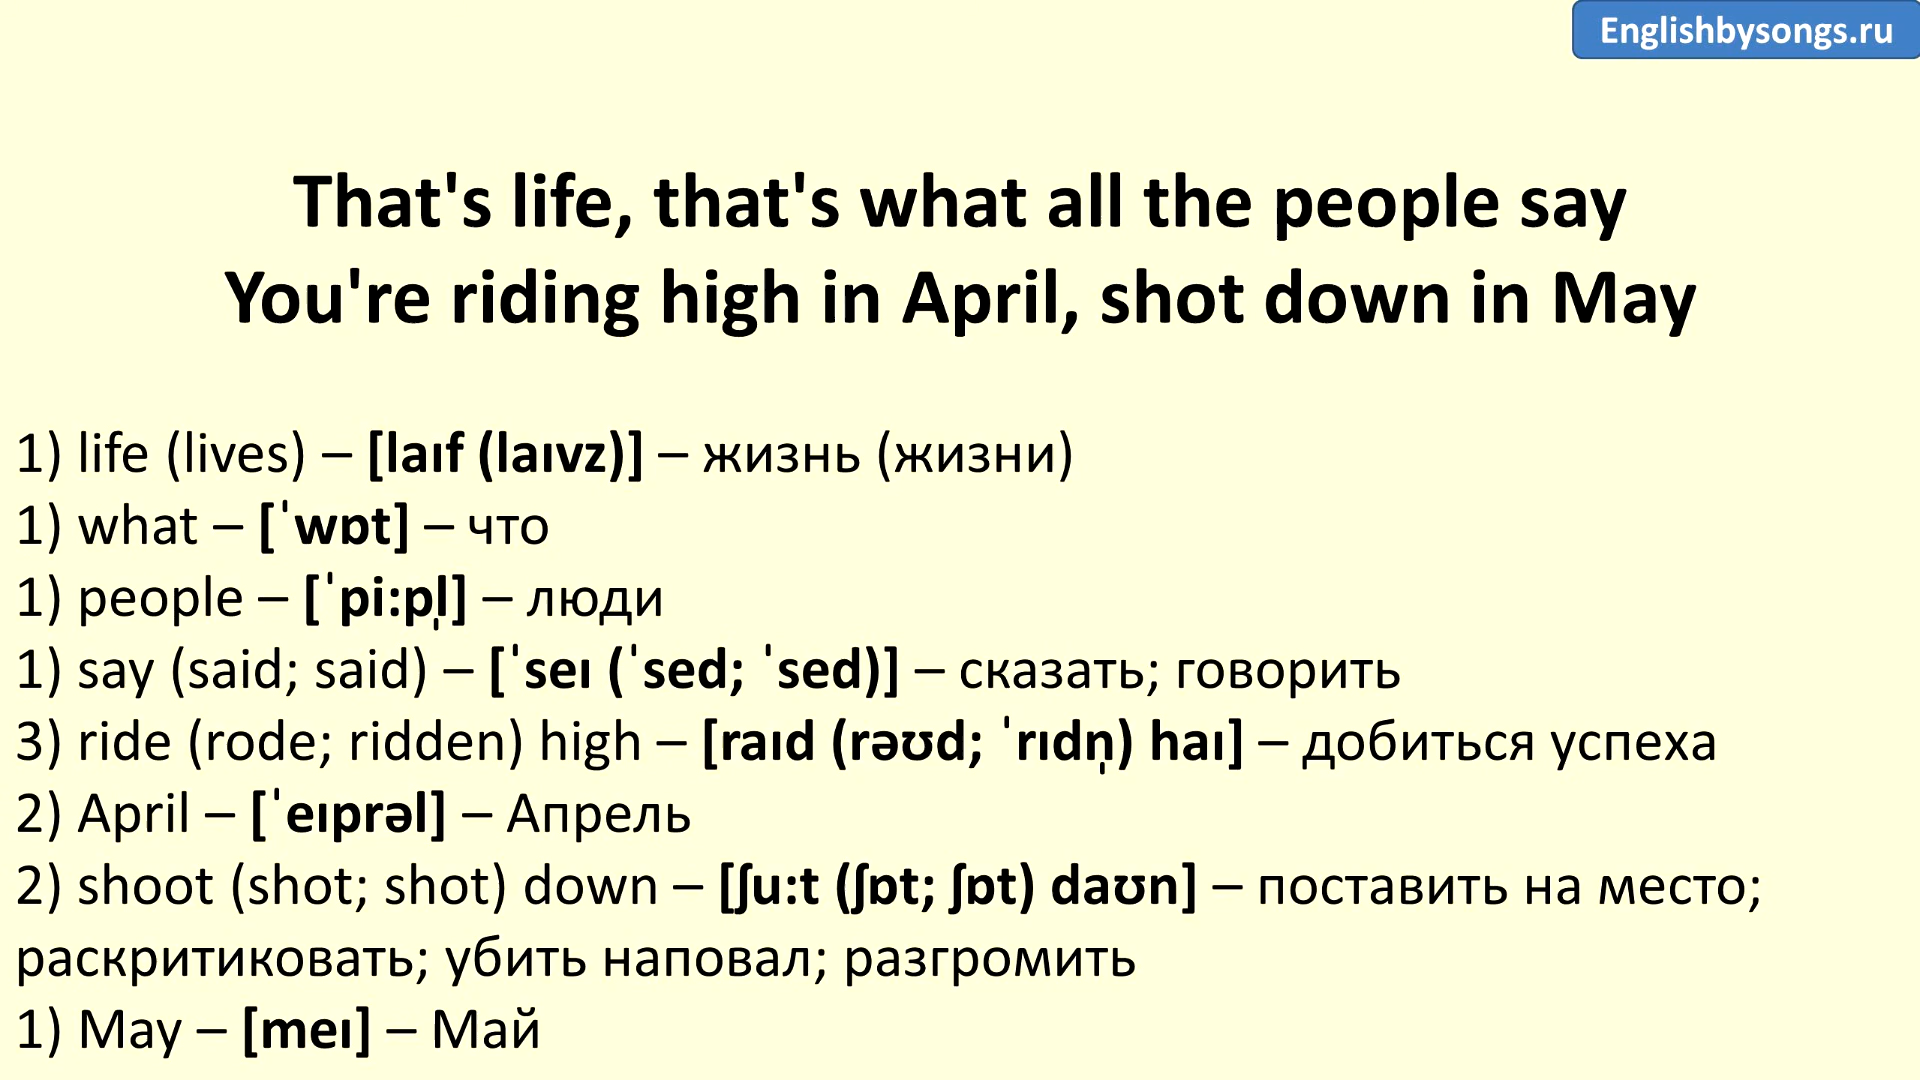 Englishbysongs.ru
That's life, that's what all the people say
You're riding high in April, shot down in May
1) life (lives) – [laɪf (laɪvz)] – жизнь (жизни)
1) what – [ˈwɒt] – что
1) people – [ˈpi:pl̩] – люди
1) say (said; said) – [ˈseɪ (ˈsed; ˈsed)] – сказать; говорить
3) ride (rode; ridden) high – [raɪd (rəʊd; ˈrɪdn̩) haɪ] – добиться успеха
2) April – [ˈeɪprəl] – Апрель
2) shoot (shot; shot) down – [ʃu:t (ʃɒt; ʃɒt) daʊn] – поставить на место;
раскритиковать; убить наповал; разгромить
1) May – [meɪ] – Май